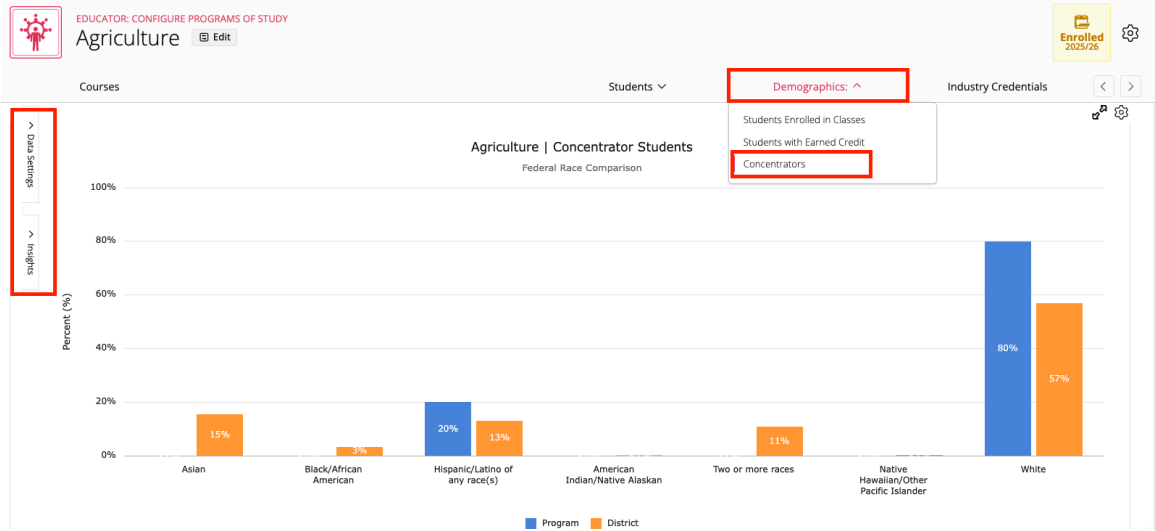 EDUCATOR: CONFIGURE PROGRAMS OF STUDY
Agriculture
Edit
Enrolled
2025/26
Courses
Students
Demographics:
Industry Credentials
Students Enrolled in Classes
Students with Earned Credit
Concentrators
Data Settings
Insights
Agriculture | Concentrator Students
Federal Race Comparison
Percent (%)
100%
80%
60%
40%
20%
0%
15%
3%
20%
13%
11%
80%
57%
Asian
Black/African
American
Hispanic/Latino of
any race(s)
American
Indian/Native Alaskan
Two or more races
Native
Hawaiian/Other
Pacific Islander
White
Program
District